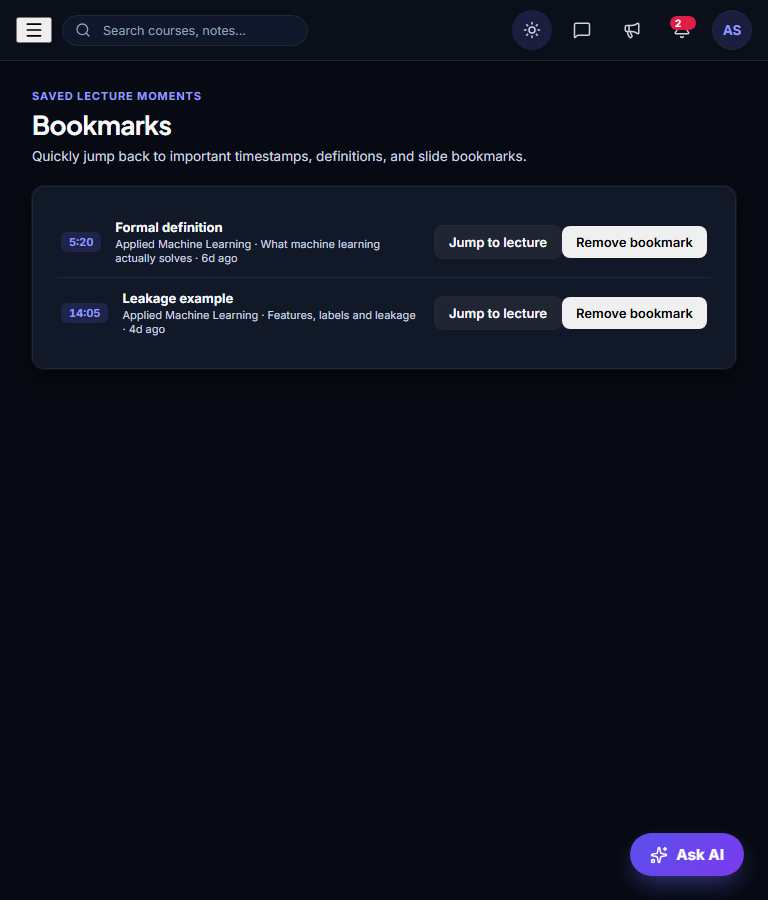 Search courses, notes...
2
AS
SAVED LECTURE MOMENTS
Bookmarks
Quickly jump back to important timestamps, definitions, and slide bookmarks.
5:20
Formal definition
Applied Machine Learning · What machine learning
actually solves · 6d ago
Jump to lecture
Remove bookmark
14:05
Leakage example
Applied Machine Learning · Features, labels and leakage
· 4d ago
Jump to lecture
Remove bookmark
Ask AI